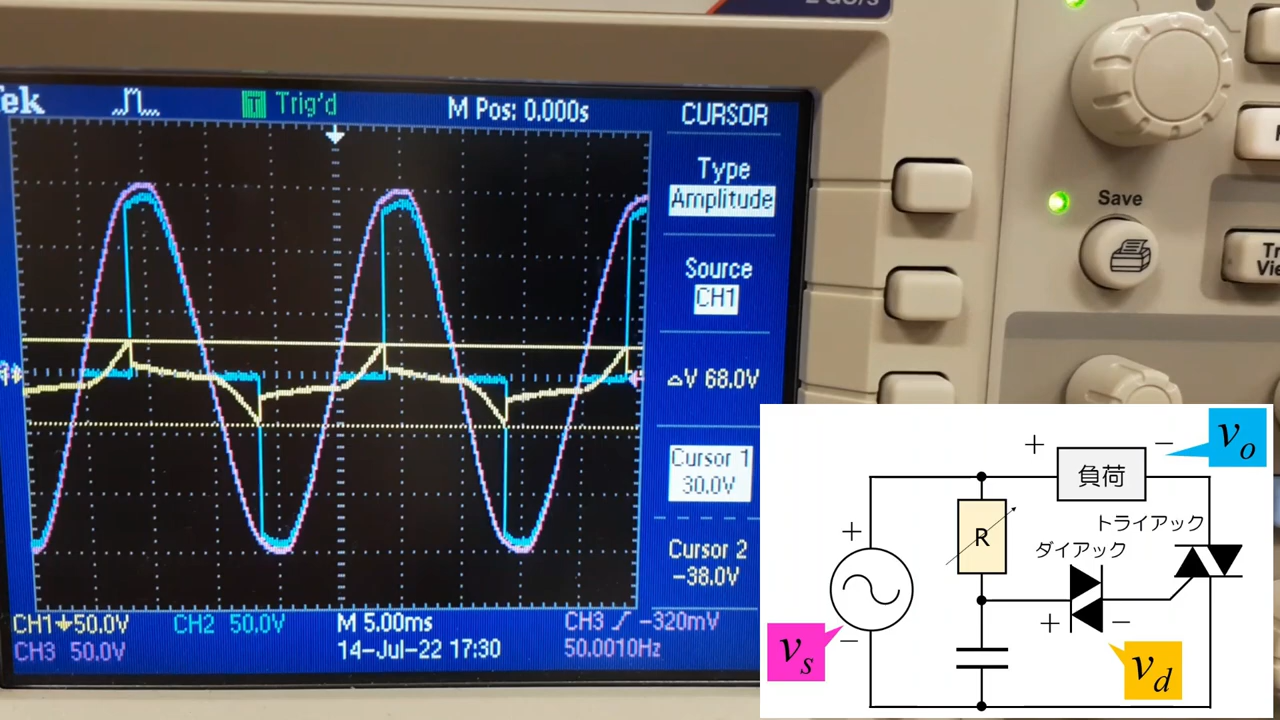 Tek Trig'd M Pos: 0.000s CURSOR
Type
Amplitude
Source
CH1
△V 68.0V
Cursor 1
30.0V
Cursor 2
-38.0V
CH1 50.0V CH2 50.0V M 5.00ms CH3 -320mV
CH3 50.0V 14-Jul-22 17:30 50.0010Hz
Save
+ 負荷 −
vo
トライアック
R
ダイアック
+
−
+ −
vs
vd